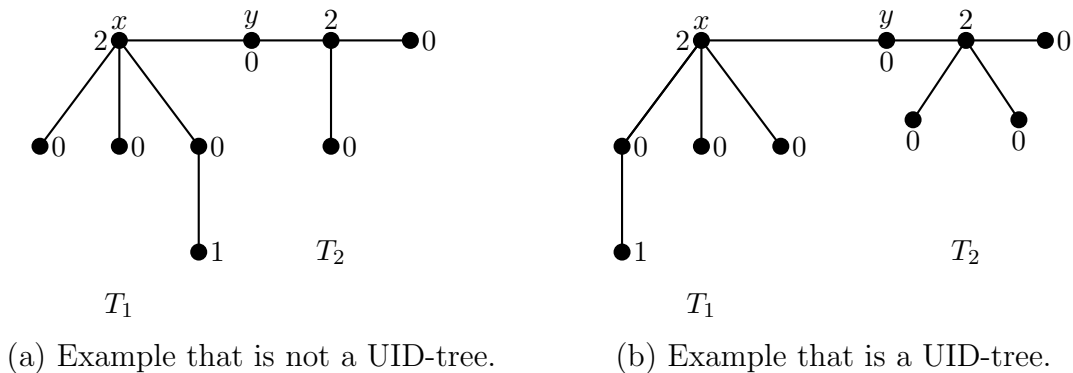 x y 2 x y 2
2 0 2 0
0 0
0 0 0 0 0 0 0 0 0
1 T₂ 1 T₂
T₁ T₁
(a) Example that is not a UID-tree. (b) Example that is a UID-tree.